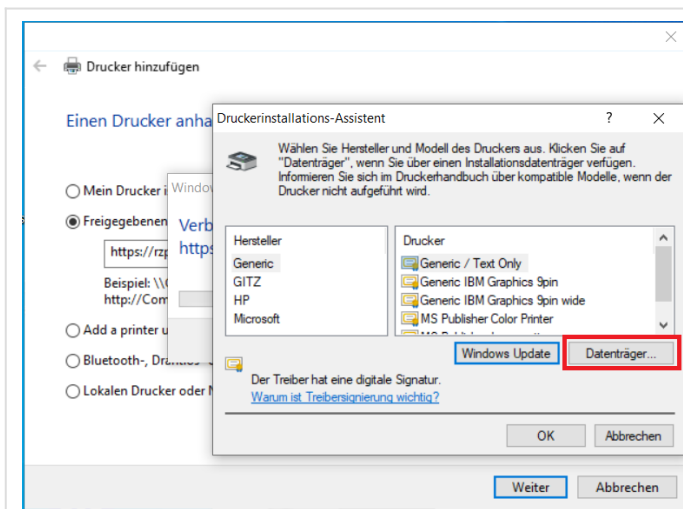 Drucker hinzufügen
Einen Drucker anha
Mein Drucker i
Freigegebenen
https://rzp
Beispiel: \\
http://Com
Add a printer u
Bluetooth-,
Lokalen Drucker oder
Window
Verb
https
Druckerinstallations-Assistent
?
Wählen Sie Hersteller und Modell des Druckers aus. Klicken Sie auf
"Datenträger", wenn Sie über einen Installationsdatenträger verfügen.
Informieren Sie sich im Druckerhandbuch über kompatible Modelle, wenn der
Drucker nicht aufgeführt wird.
Hersteller
Generic
GITZ
HP
Microsoft
Drucker
Generic / Text Only
Generic IBM Graphics 9pin
Generic IBM Graphics 9pin wide
MS Publisher Color Printer
Windows Update
Datenträger...
Der Treiber hat eine digitale Signatur.
Warum ist Treibersignierung wichtig?
OK
Abbrechen
Weiter
Abbrechen